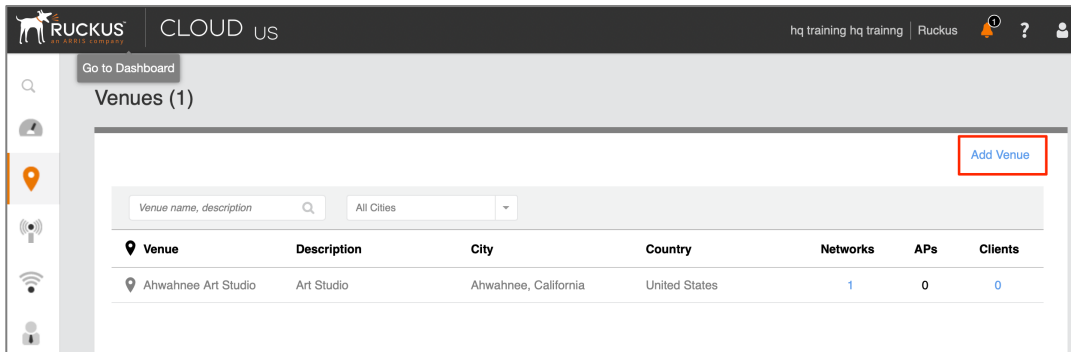 RUCKUS™
an ARRIS company
CLOUD US
hq training hq trainng | Ruckus
1
?
Go to Dashboard
Venues (1)
Add Venue
Venue name, description
All Cities
Venue Description City Country Networks APs Clients
Ahwahnee Art Studio Art Studio Ahwahnee, California United States 1 0 0